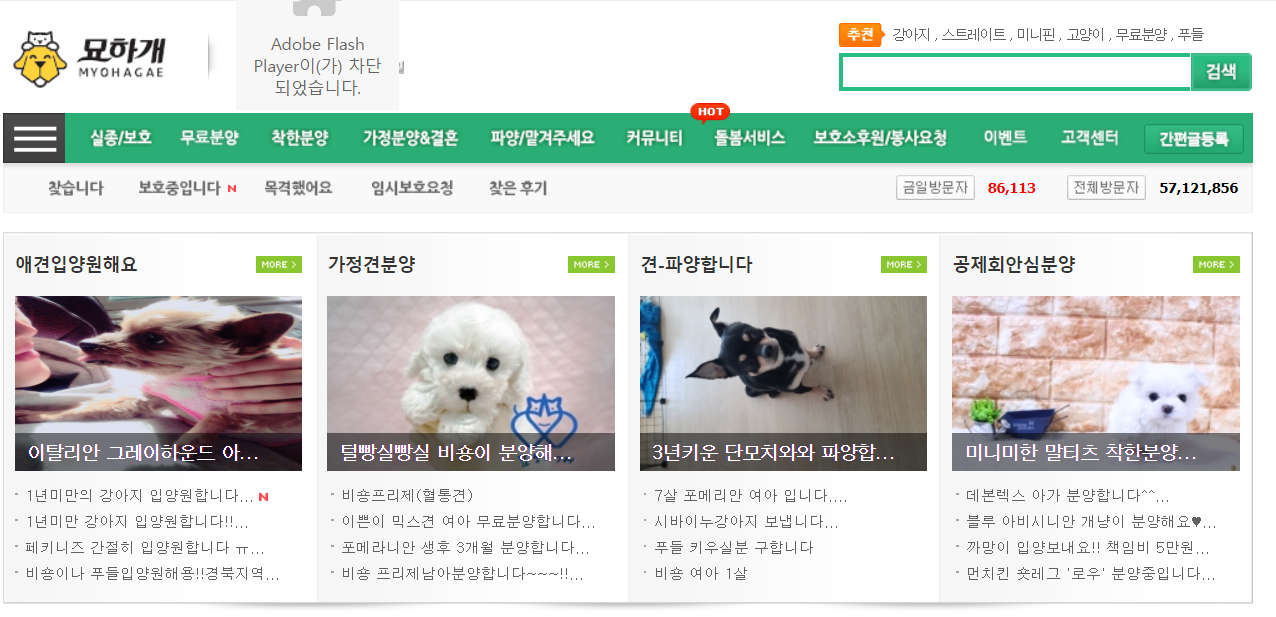 묘하개
MYOHAGAE
Adobe Flash
Player이(가) 차단
되었습니다.
추천 강아지 , 스트레이트 , 미니핀 , 고양이 , 무료분양 , 푸들
검색
HOT
실종/보호 무료분양 착한분양 가정분양&결혼 파양/맡겨주세요 커뮤니티 돌봄서비스 보호소후원/봉사요청 이벤트 고객센터 간편글등록
찾습니다 보호중입니다 N 목격했어요 임시보호요청 찾은 후기 금일방문자 86,113 전체방문자 57,121,856
애견입양원해요 MORE >
이탈리안 그레이하운드 아...
1년미만의 강아지 입양원합니다... N
1년미만 강아지 입양원합니다!!...
페키니즈 간절히 입양원합니다 ㅠ...
비숑이나 푸들입양원해용!!경북지역...
가정견분양 MORE >
털빵실빵실 비숑이 분양해...
비숑프리제(혈통견)
이쁜이 믹스견 여아 무료분양합니다...
포메라니안 생후 3개월 분양합니다...
비숑 프리제남아분양합니다~~~!!...
견-파양합니다 MORE >
3년키운 단모치와와 파양합...
7살 포메리안 여아 입니다....
시바이누강아지 보냅니다...
푸들 키우실분 구합니다
비숑 여아 1살
공제회안심분양 MORE >
미니미한 말티츠 착한분양...
데본렉스 아가 분양합니다^^...
블루 아비시니안 개냥이 분양해요♥...
까망이 입양보내요!! 책임비 5만원...
먼치킨 숏레그 '로우' 분양중입니다...